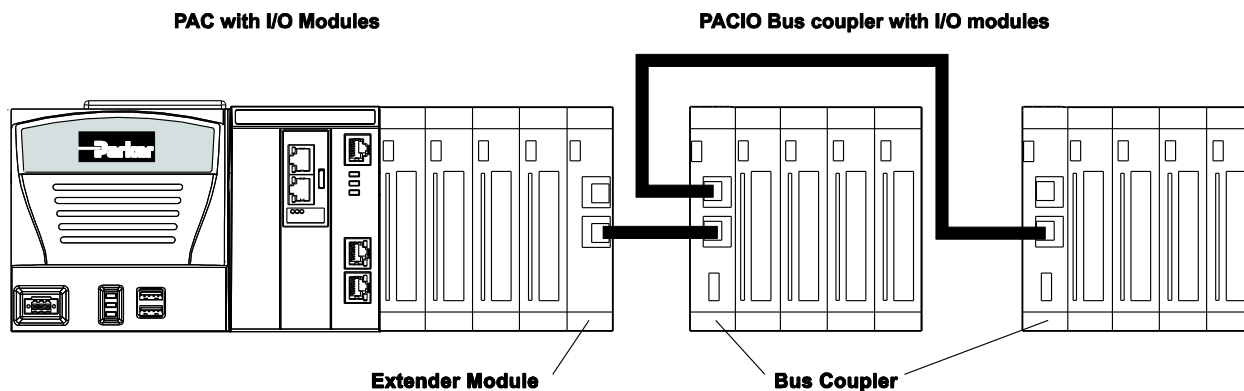 PAC with I/O Modules
PACIO Bus coupler with I/O modules
Parker
Extender Module
Bus Coupler